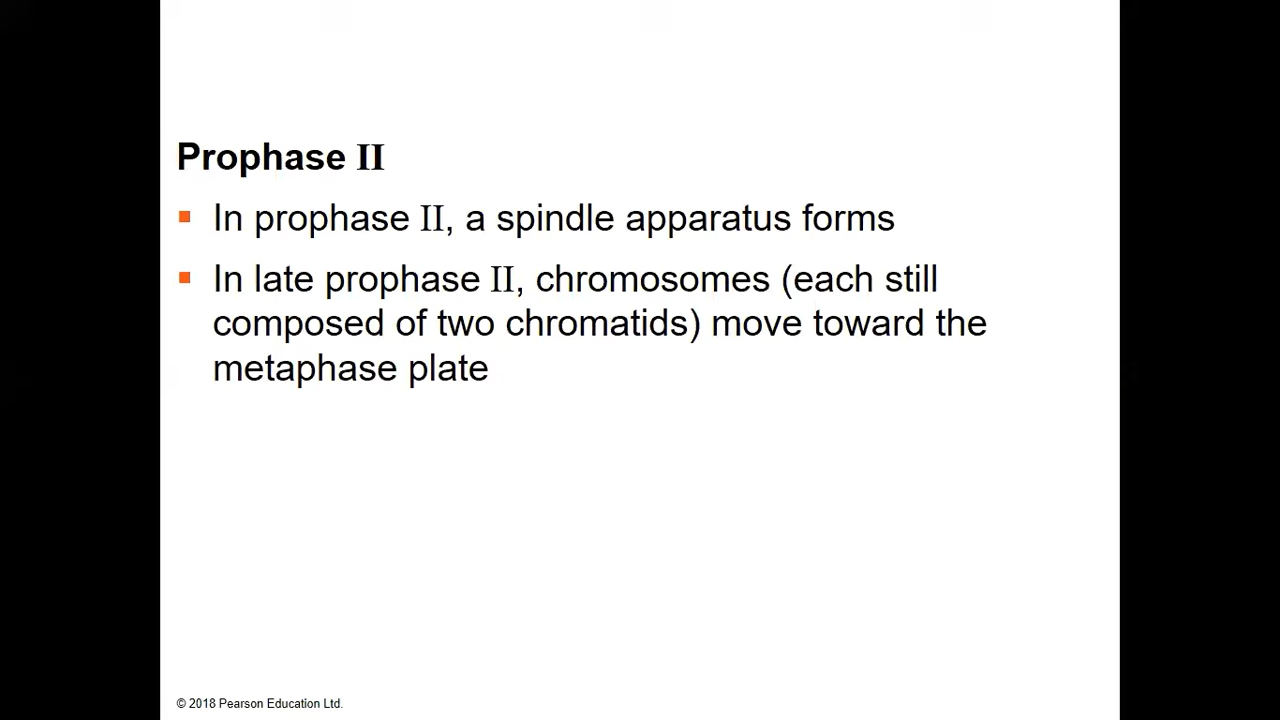 Prophase II
▪ In prophase II, a spindle apparatus forms
▪ In late prophase II, chromosomes (each still
composed of two chromatids) move toward the
metaphase plate
© 2018 Pearson Education Ltd.